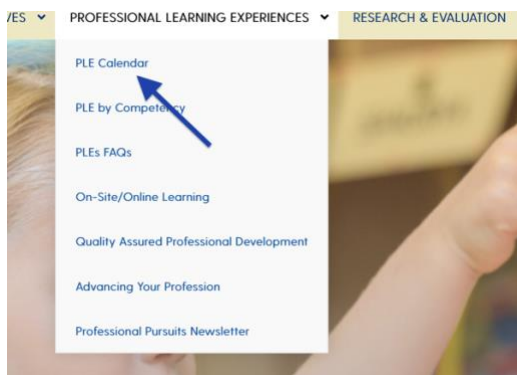 VES PROFESSIONAL LEARNING EXPERIENCES RESEARCH & EVALUATION
PLE Calendar
PLE by Competency
PLEs FAQs
On-Site/Online Learning
Quality Assured Professional Development
Advancing Your Profession
Professional Pursuits Newsletter